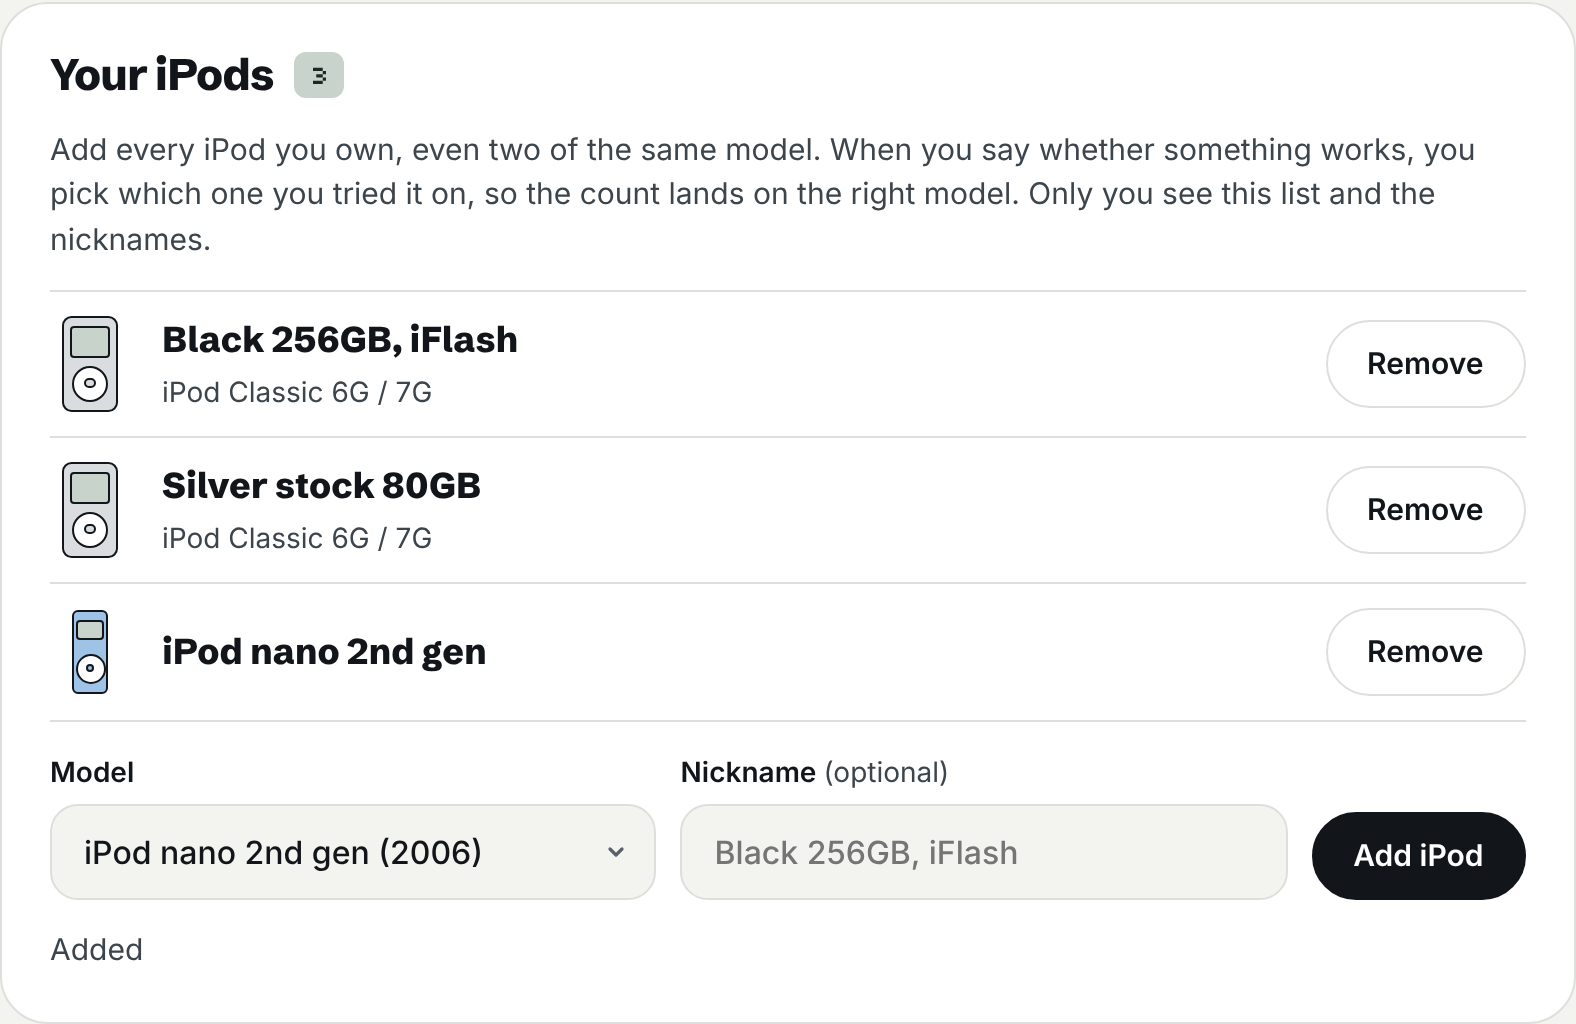 Your iPods 3
Add every iPod you own, even two of the same model. When you say whether something works, you
pick which one you tried it on, so the count lands on the right model. Only you see this list and the
nicknames.
Black 256GB, iFlash
iPod Classic 6G / 7G
Remove
Silver stock 80GB
iPod Classic 6G / 7G
Remove
iPod nano 2nd gen
Remove
Model
Nickname (optional)
iPod nano 2nd gen (2006)
Black 256GB, iFlash
Add iPod
Added